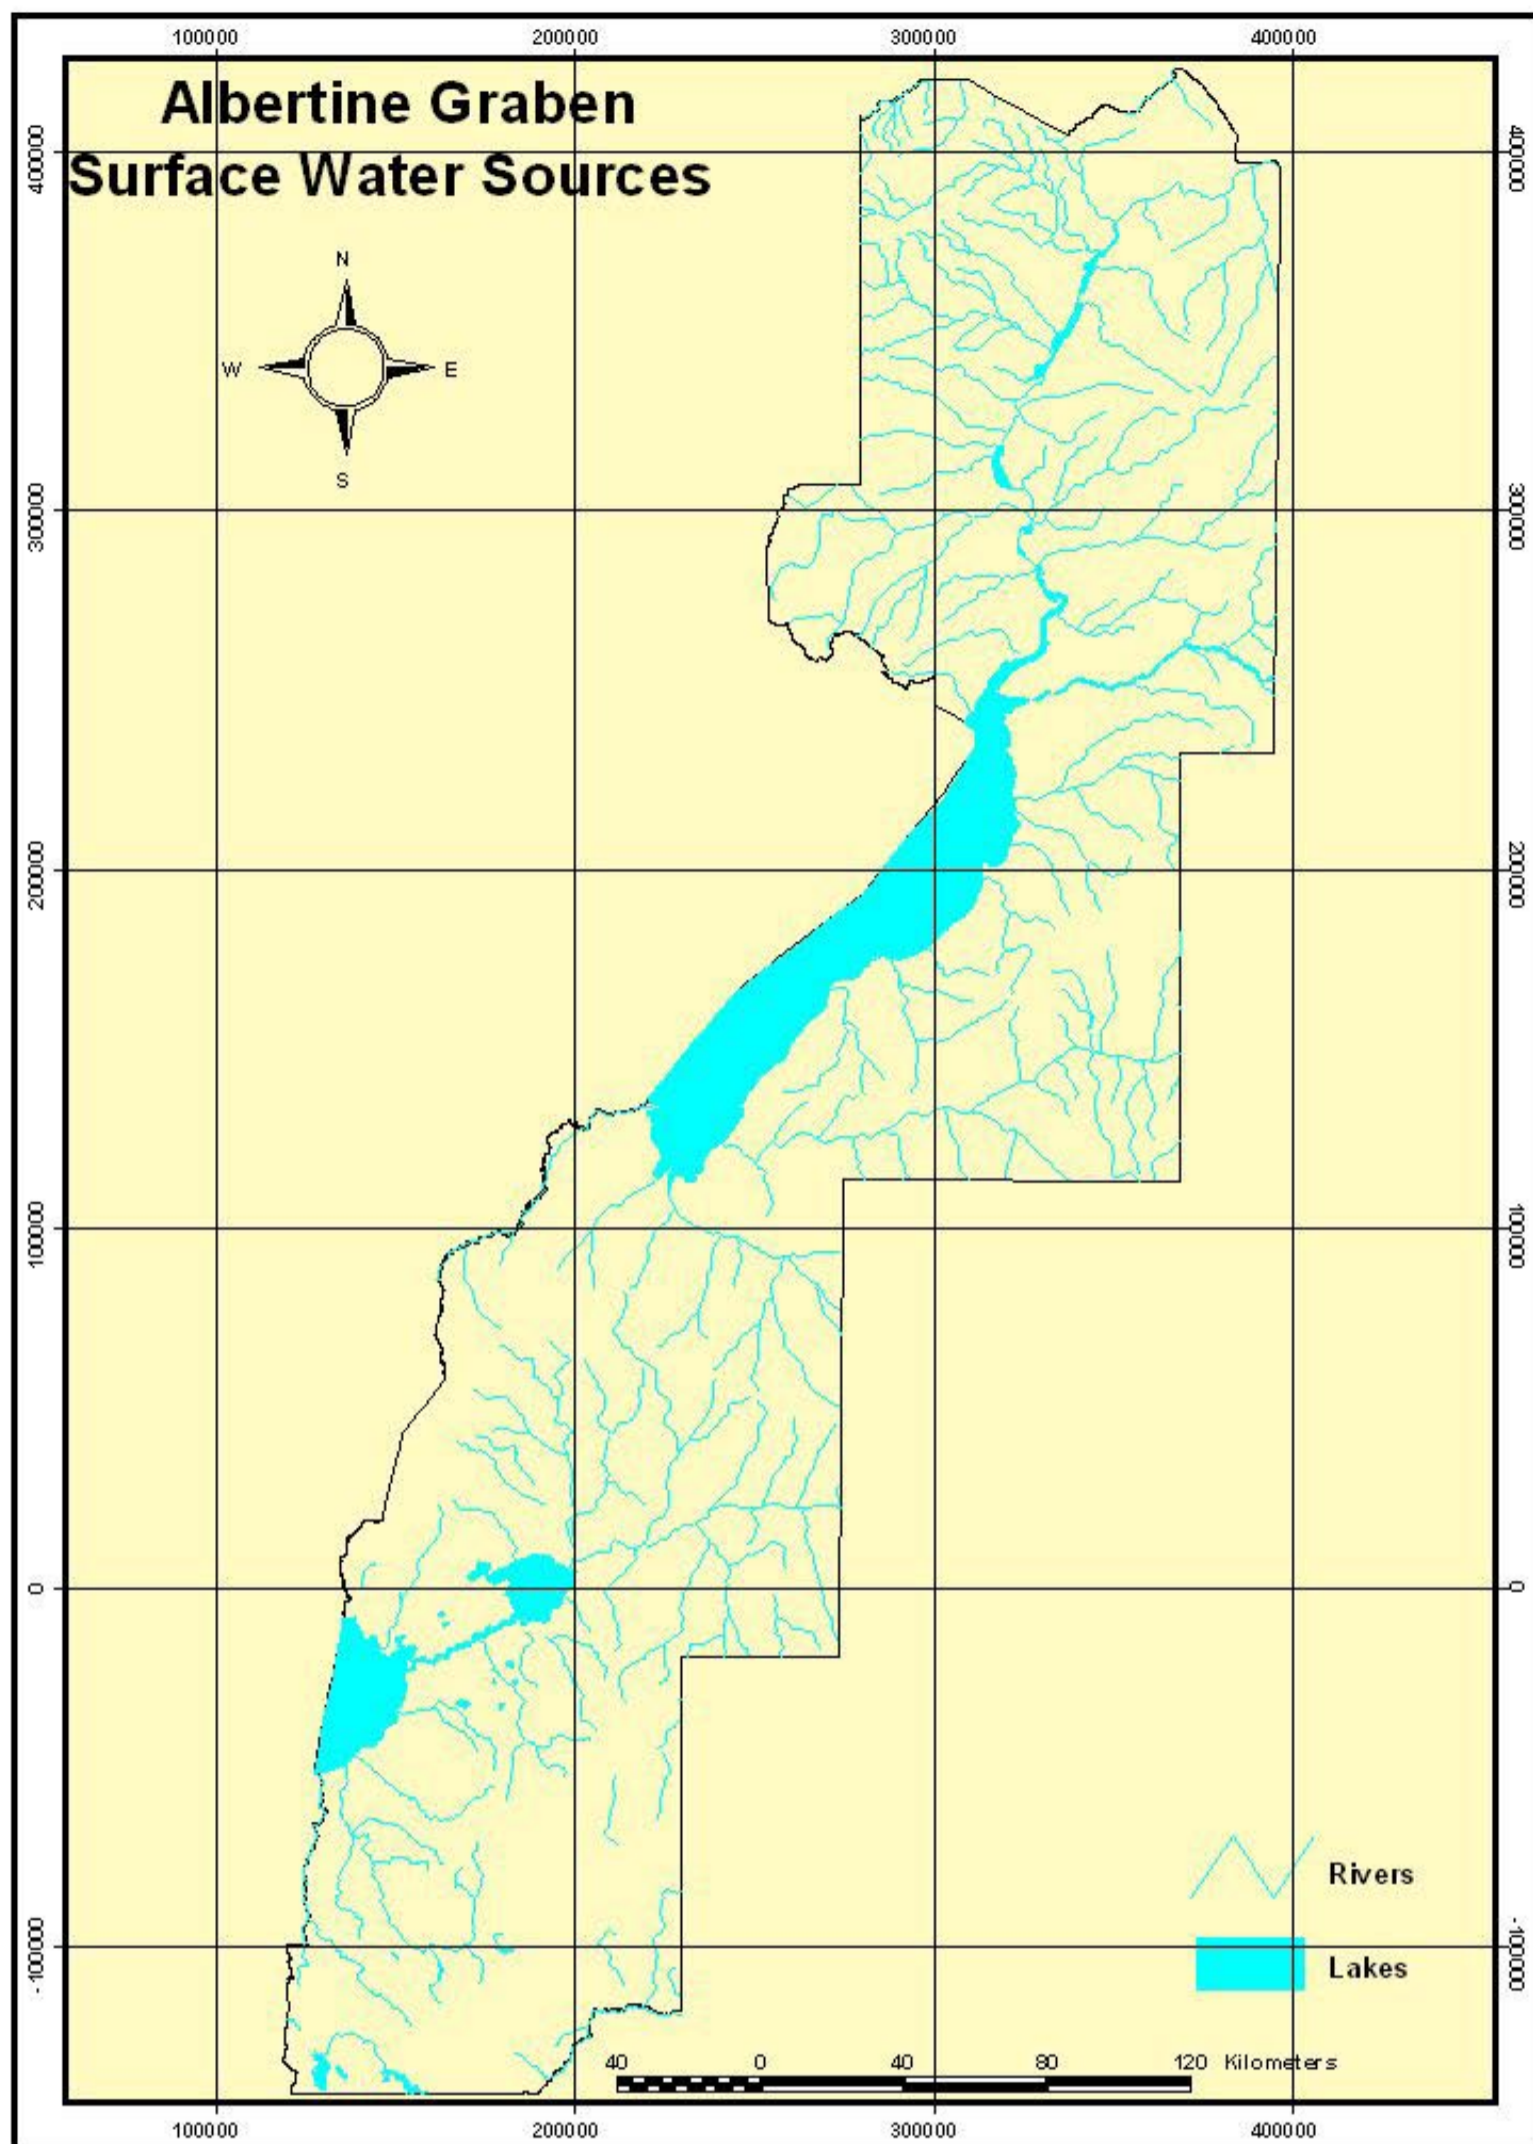 100000 200000 300000 400000
Albertine Graben
Surface Water Sources
N
W E
S
400000 400000
300000 300000
200000 200000
100000 100000
0 0
-100000 -100000
Rivers
Lakes
40 0 40 80 120 Kilometers
100000 200000 300000 400000